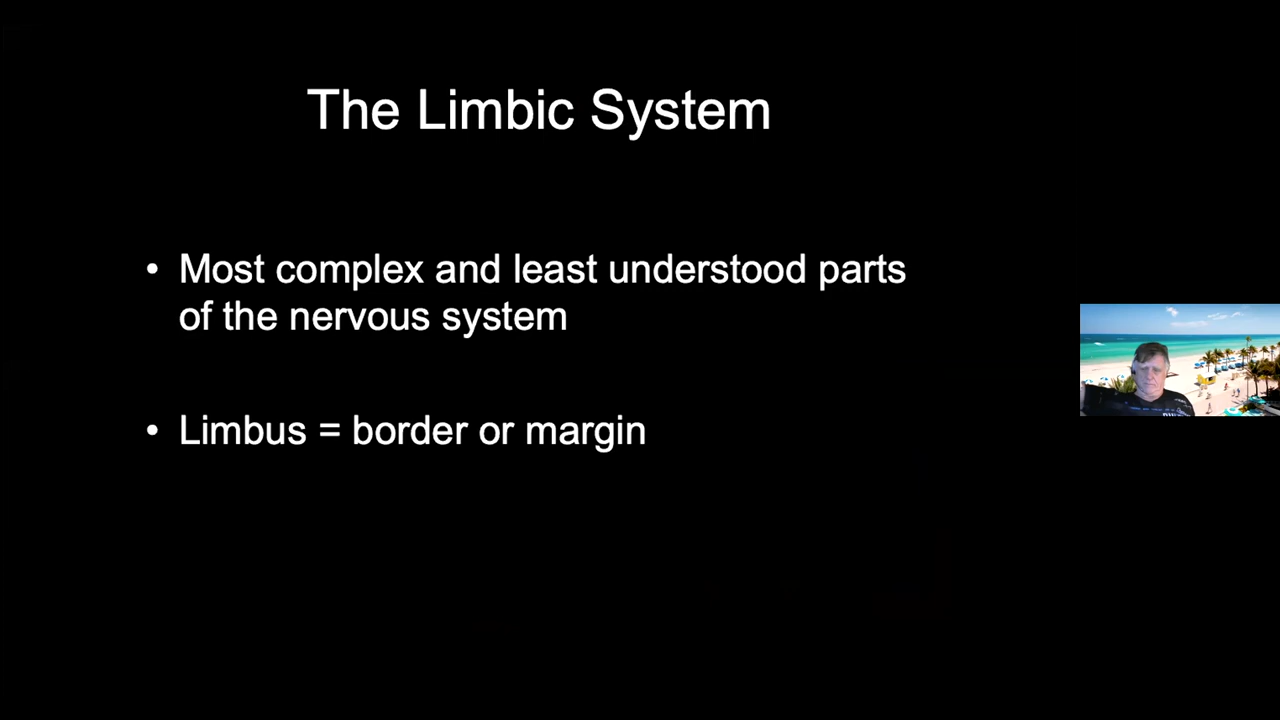 The Limbic System
• Most complex and least understood parts
of the nervous system
• Limbus = border or margin